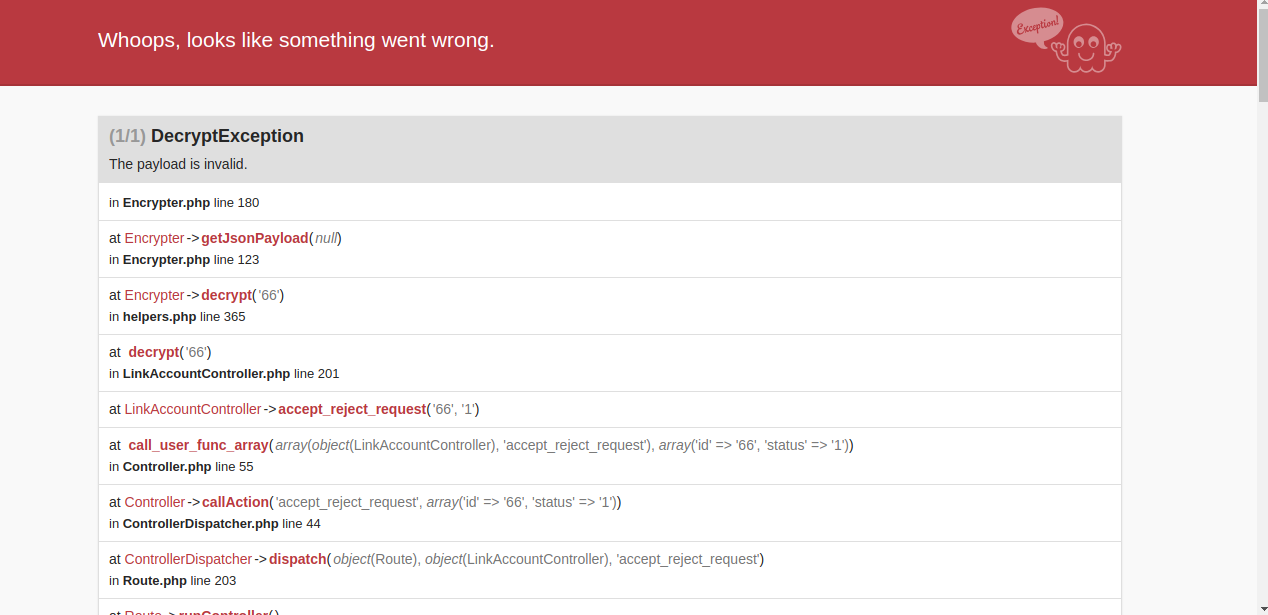 Whoops, looks like something went wrong.
Exception!
(1/1) DecryptException
The payload is invalid.
in Encrypter.php line 180
at Encrypter->getJsonPayload(null)
in Encrypter.php line 123
at Encrypter->decrypt('66')
in helpers.php line 365
at decrypt('66')
in LinkAccountController.php line 201
at LinkAccountController->accept_reject_request('66', '1')
at call_user_func_array(array(object(LinkAccountController), 'accept_reject_request'), array('id' => '66', 'status' => '1'))
in Controller.php line 55
at Controller->callAction('accept_reject_request', array('id' => '66', 'status' => '1'))
in ControllerDispatcher.php line 44
at ControllerDispatcher->dispatch(object(Route), object(LinkAccountController), 'accept_reject_request')
in Route.php line 203
at Route->runController()